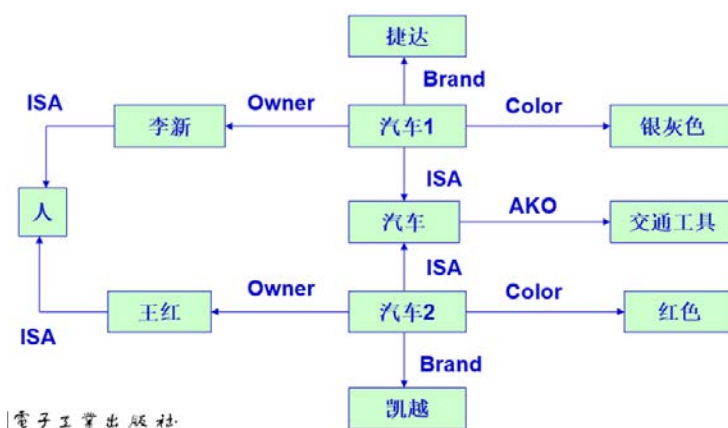 捷达
Brand
ISA
Owner
Color
李新
汽车1
银灰色
ISA
AKO
人
汽车
交通工具
ISA
Owner
Color
王红
汽车2
红色
ISA
Brand
凯越
電子工業出版社